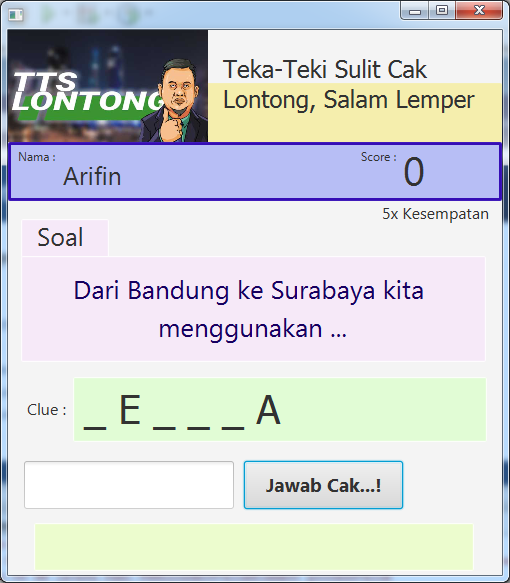 TTS
LONTONG
Teka-Teki Sulit Cak
Lontong, Salam Lemper
Nama :
Arifin
Score :
0
5x Kesempatan
Soal
Dari Bandung ke Surabaya kita
menggunakan ...
Clue :
_ E _ _ _ A
Jawab Cak...!